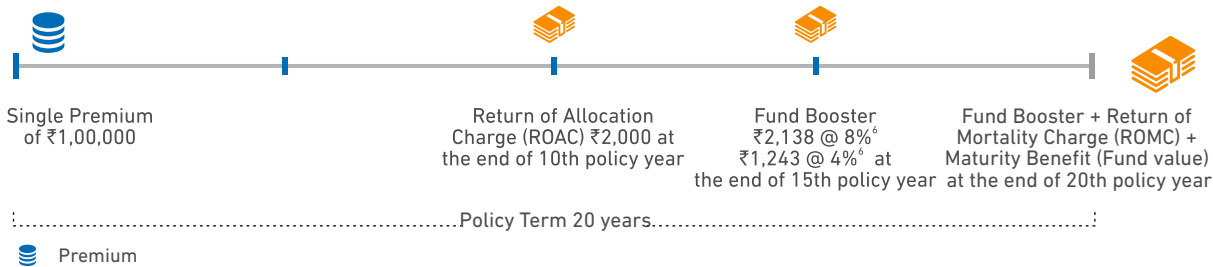 Single Premium
of ₹1,00,000
Return of Allocation
Charge (ROAC) ₹2,000 at
the end of 10th policy year
Fund Booster
₹2,138 @ 8%⁶
₹1,243 @ 4%⁶ at
the end of 15th policy year
Fund Booster + Return of
Mortality Charge (ROMC) +
Maturity Benefit (Fund value)
at the end of 20th policy year
Policy Term 20 years
Premium